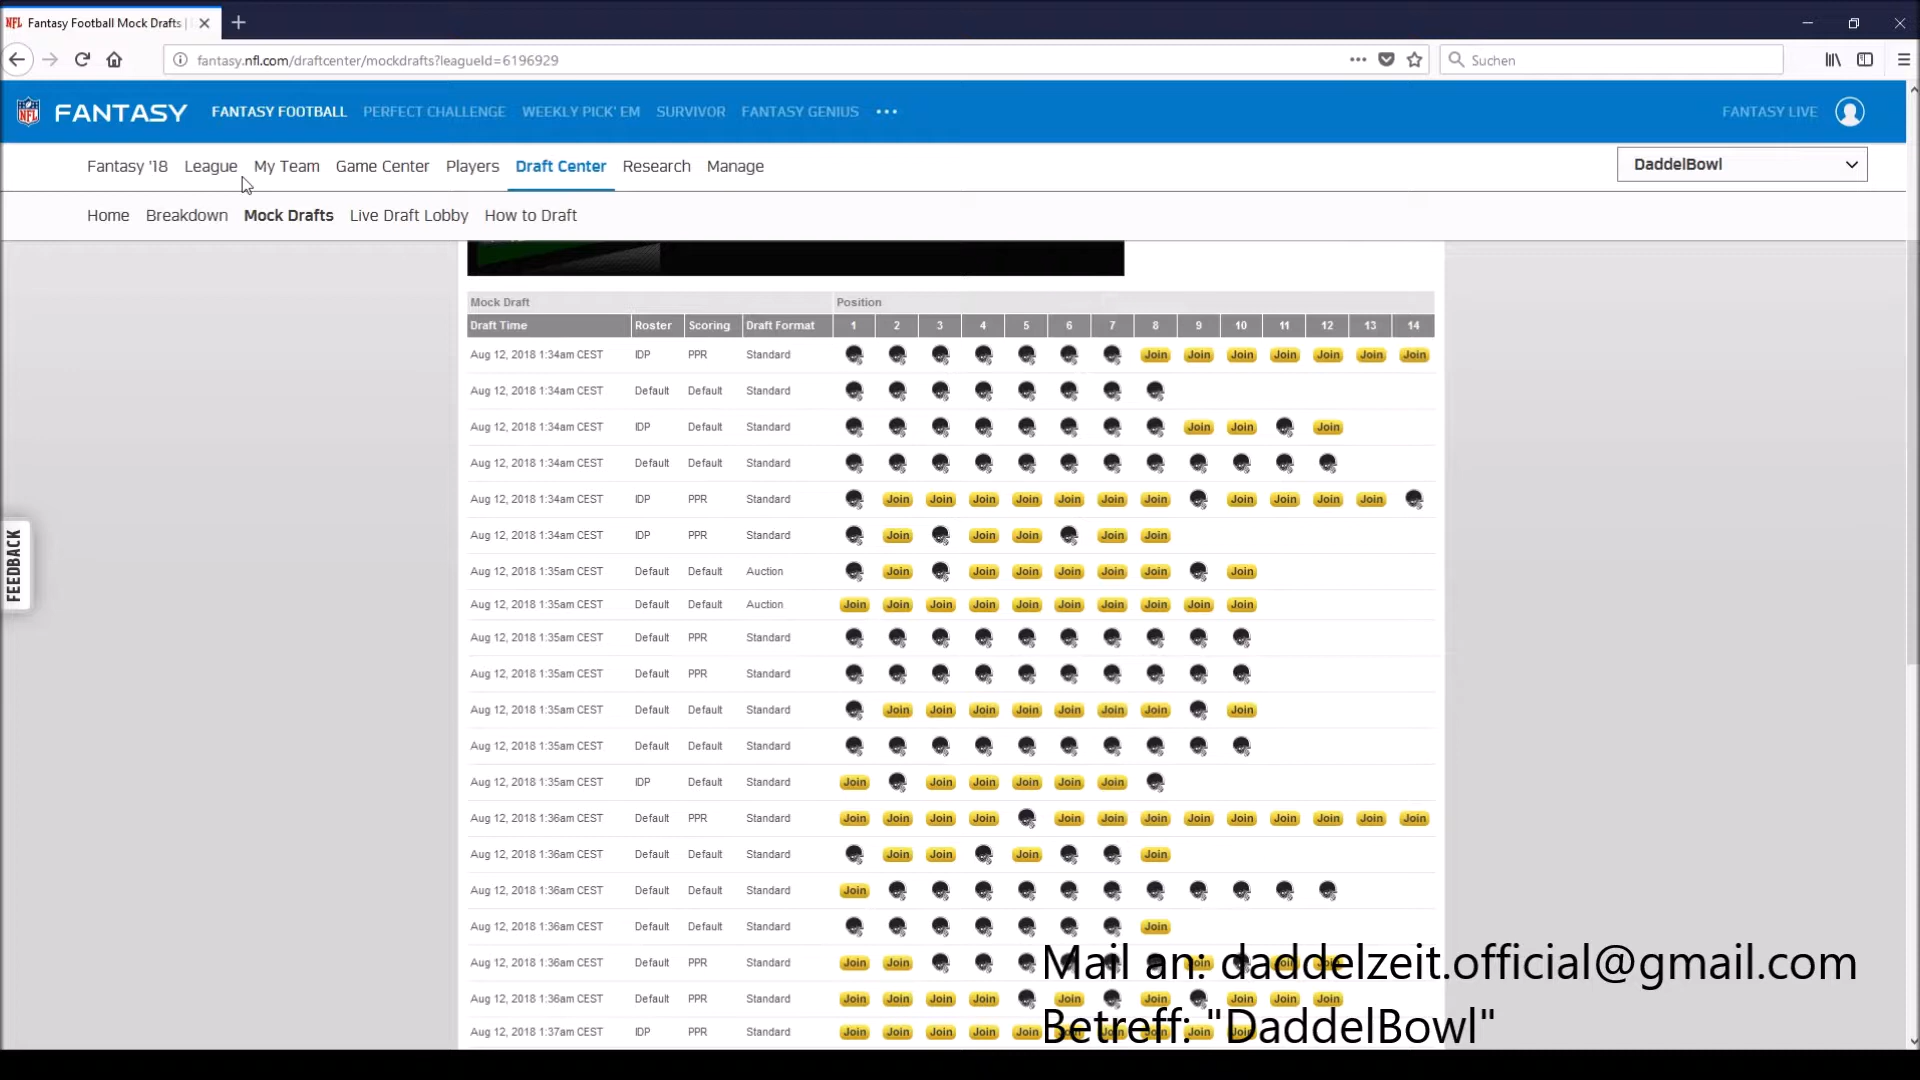 Fantasy Football Mock Drafts |
fantasy.nfl.com/draftcenter/mockdrafts?leagueId=6196929
Suchen
NFL FANTASY FANTASY FOOTBALL PERFECT CHALLENGE WEEKLY PICK' EM SURVIVOR FANTASY GENIUS ••• FANTASY LIVE
Fantasy '18 League My Team Game Center Players Draft Center Research Manage DaddelBowl
Home Breakdown Mock Drafts Live Draft Lobby How to Draft
Mock Draft Position
Draft Time Roster Scoring Draft Format 1 2 3 4 5 6 7 8 9 10 11 12 13 14
Aug 12, 2018 1:34am CEST IDP PPR Standard Join Join Join Join Join Join Join
Aug 12, 2018 1:34am CEST Default Default Standard
Aug 12, 2018 1:34am CEST IDP Default Standard Join Join Join
Aug 12, 2018 1:34am CEST Default Default Standard
Aug 12, 2018 1:34am CEST IDP PPR Standard Join Join Join Join Join Join Join Join Join Join Join
Aug 12, 2018 1:34am CEST IDP PPR Standard Join Join Join Join Join
Aug 12, 2018 1:35am CEST Default Default Auction Join Join Join Join Join Join Join
Aug 12, 2018 1:35am CEST Default Default Auction Join Join Join Join Join Join Join Join Join Join
Aug 12, 2018 1:35am CEST Default PPR Standard
Aug 12, 2018 1:35am CEST Default PPR Standard
Aug 12, 2018 1:35am CEST Default Default Standard Join Join Join Join Join Join Join Join
Aug 12, 2018 1:35am CEST Default Default Standard
Aug 12, 2018 1:35am CEST IDP Default Standard Join Join Join Join Join Join
Aug 12, 2018 1:36am CEST Default PPR Standard Join Join Join Join Join Join Join Join Join Join Join Join Join
Aug 12, 2018 1:36am CEST Default Default Standard Join Join Join Join
Aug 12, 2018 1:36am CEST Default Default Standard Join
Aug 12, 2018 1:36am CEST Default Default Standard Join
Aug 12, 2018 1:36am CEST Default PPR Standard Join Join
Aug 12, 2018 1:36am CEST Default PPR Standard Join Join Join Join Join Join Join Join Join
Aug 12, 2018 1:37am CEST IDP PPR Standard Join Join Join Join Join Join Join
FEEDBACK
Mail an: daddelzeit.official@gmail.com
Betreff: "DaddelBowl"